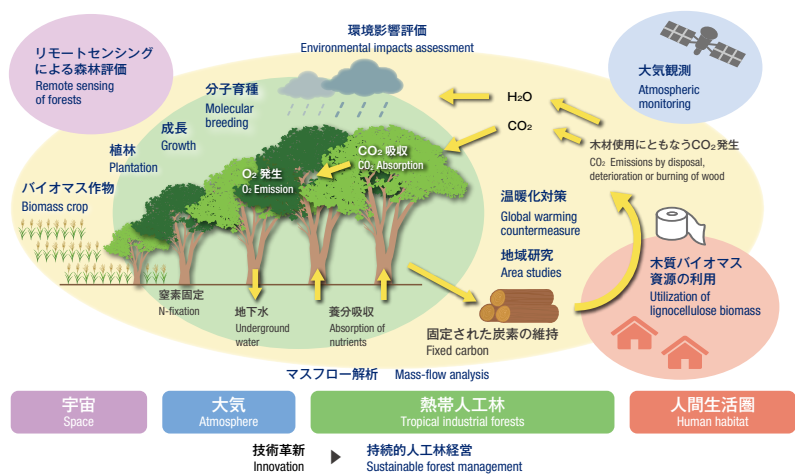 環境影響評価
Environmental impacts assessment
リモートセンシング
による森林評価
Remote sensing
of forests
大気観測
Atmospheric
monitoring
分子育種
Molecular
breeding
成長
Growth
植林
Plantation
バイオマス作物
Biomass crop
H₂O
CO₂
CO₂ 吸収
CO₂ Absorption
O₂ 発生
O₂ Emission
木材使用にともなうCO₂発生
CO₂ Emissions by disposal,
deterioration or burning of wood
温暖化対策
Global warming
countermeasure
地域研究
Area studies
木質バイオマス
資源の利用
Utilization of
lignocellulose biomass
窒素固定
N-fixation
地下水
Underground
water
養分吸収
Absorption of
nutrients
固定された炭素の維持
Fixed carbon
マスフロー解析 Mass-flow analysis
宇宙
Space
大気
Atmosphere
熱帯人工林
Tropical industrial forests
人間生活圏
Human habitat
技術革新
Innovation
持続的人工林経営
Sustainable forest management